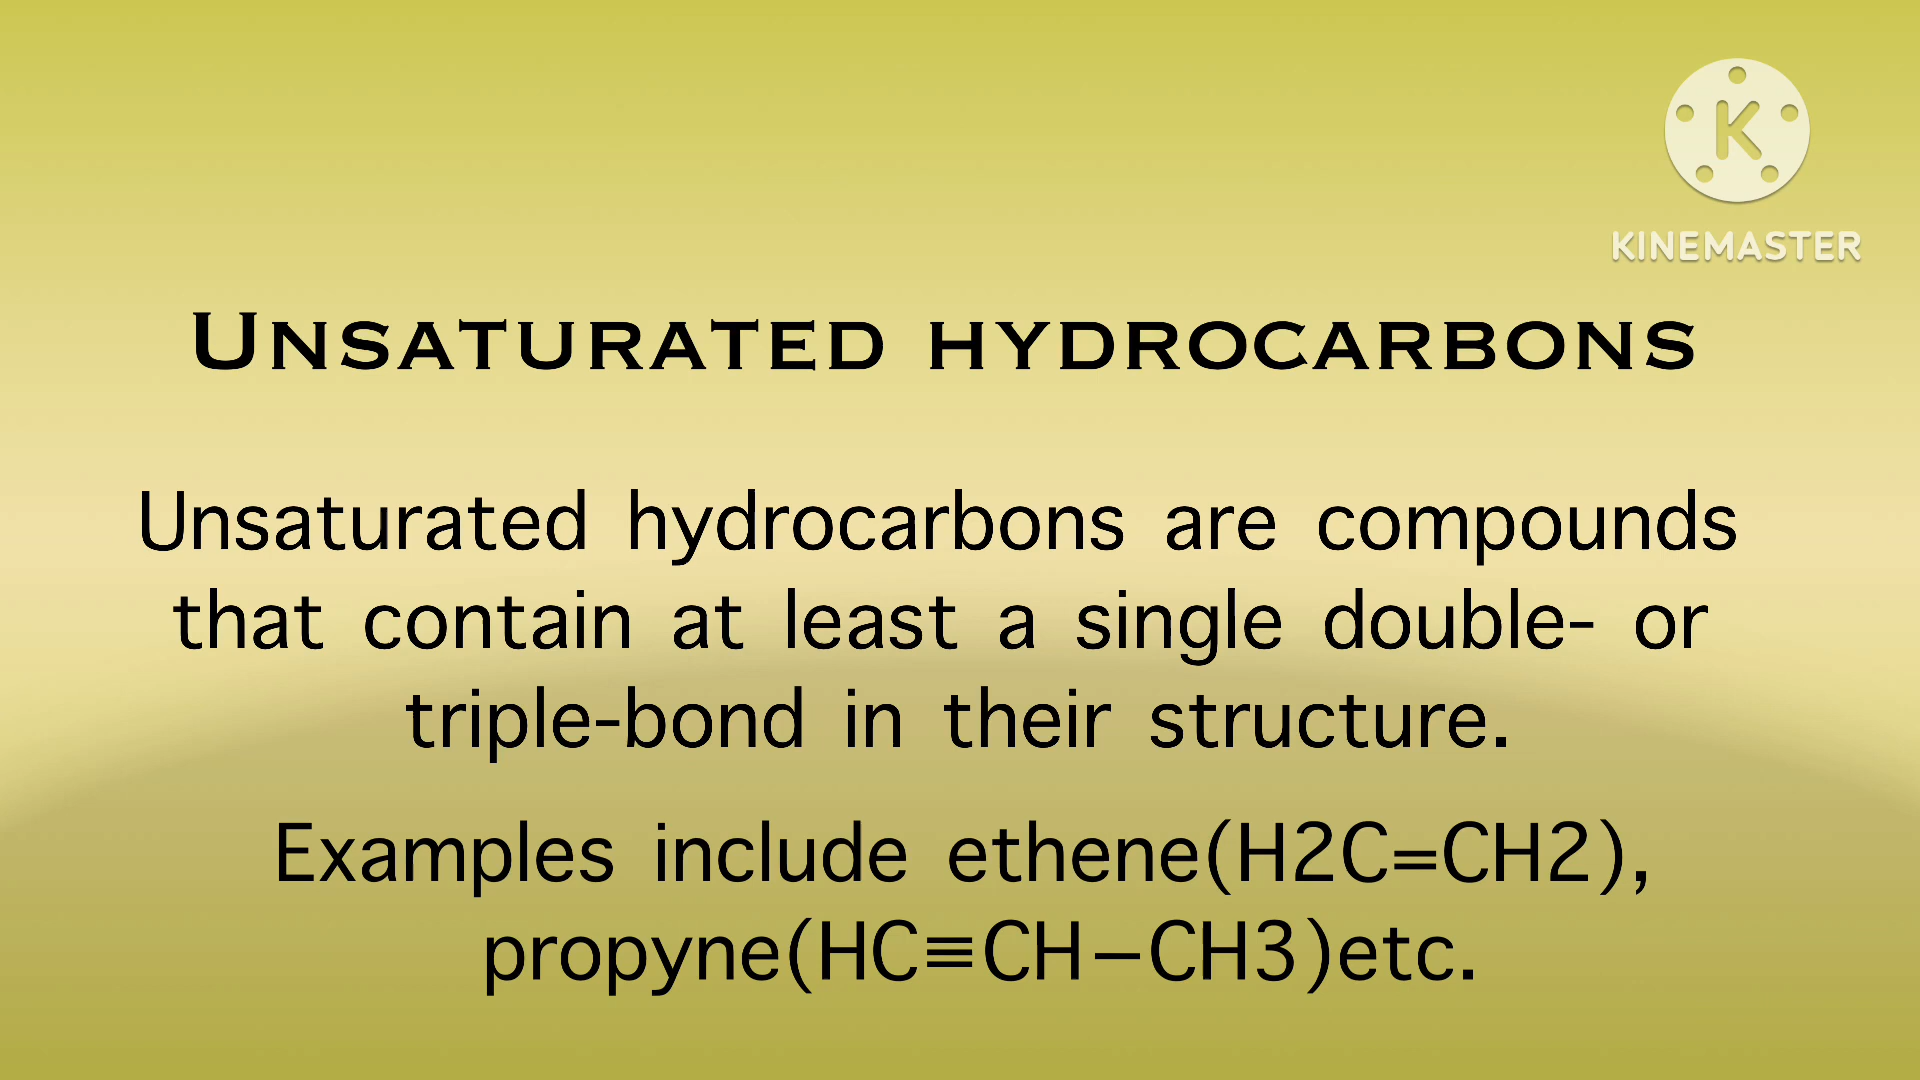 K
KINEMASTER
UNSATURATED HYDROCARBONS
Unsaturated hydrocarbons are compounds
that contain at least a single double- or
triple-bond in their structure.
Examples include ethene(H2C=CH2),
propyne(HC≡CH−CH3)etc.